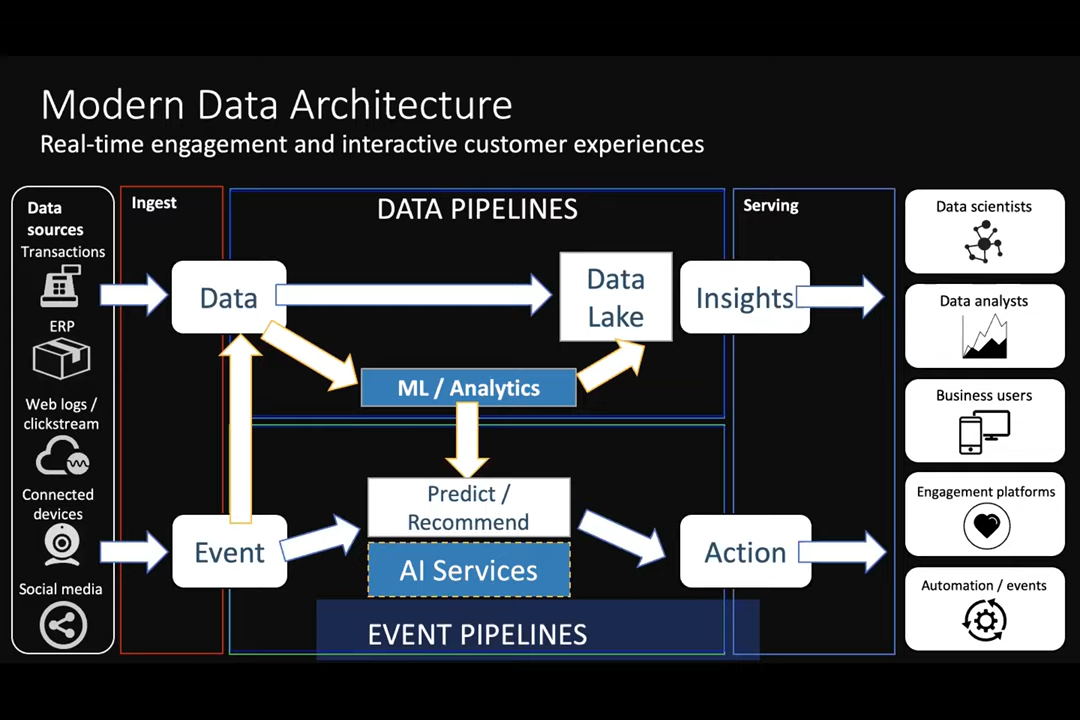 Modern Data Architecture
Real-time engagement and interactive customer experiences
Data
sources
Transactions
ERP
Web logs /
clickstream
Connected
devices
Social media
Ingest
Data
Event
DATA PIPELINES
Data
Lake
ML / Analytics
Predict /
Recommend
AI Services
EVENT PIPELINES
Serving
Insights
Action
Data scientists
Data analysts
Business users
Engagement platforms
Automation / events